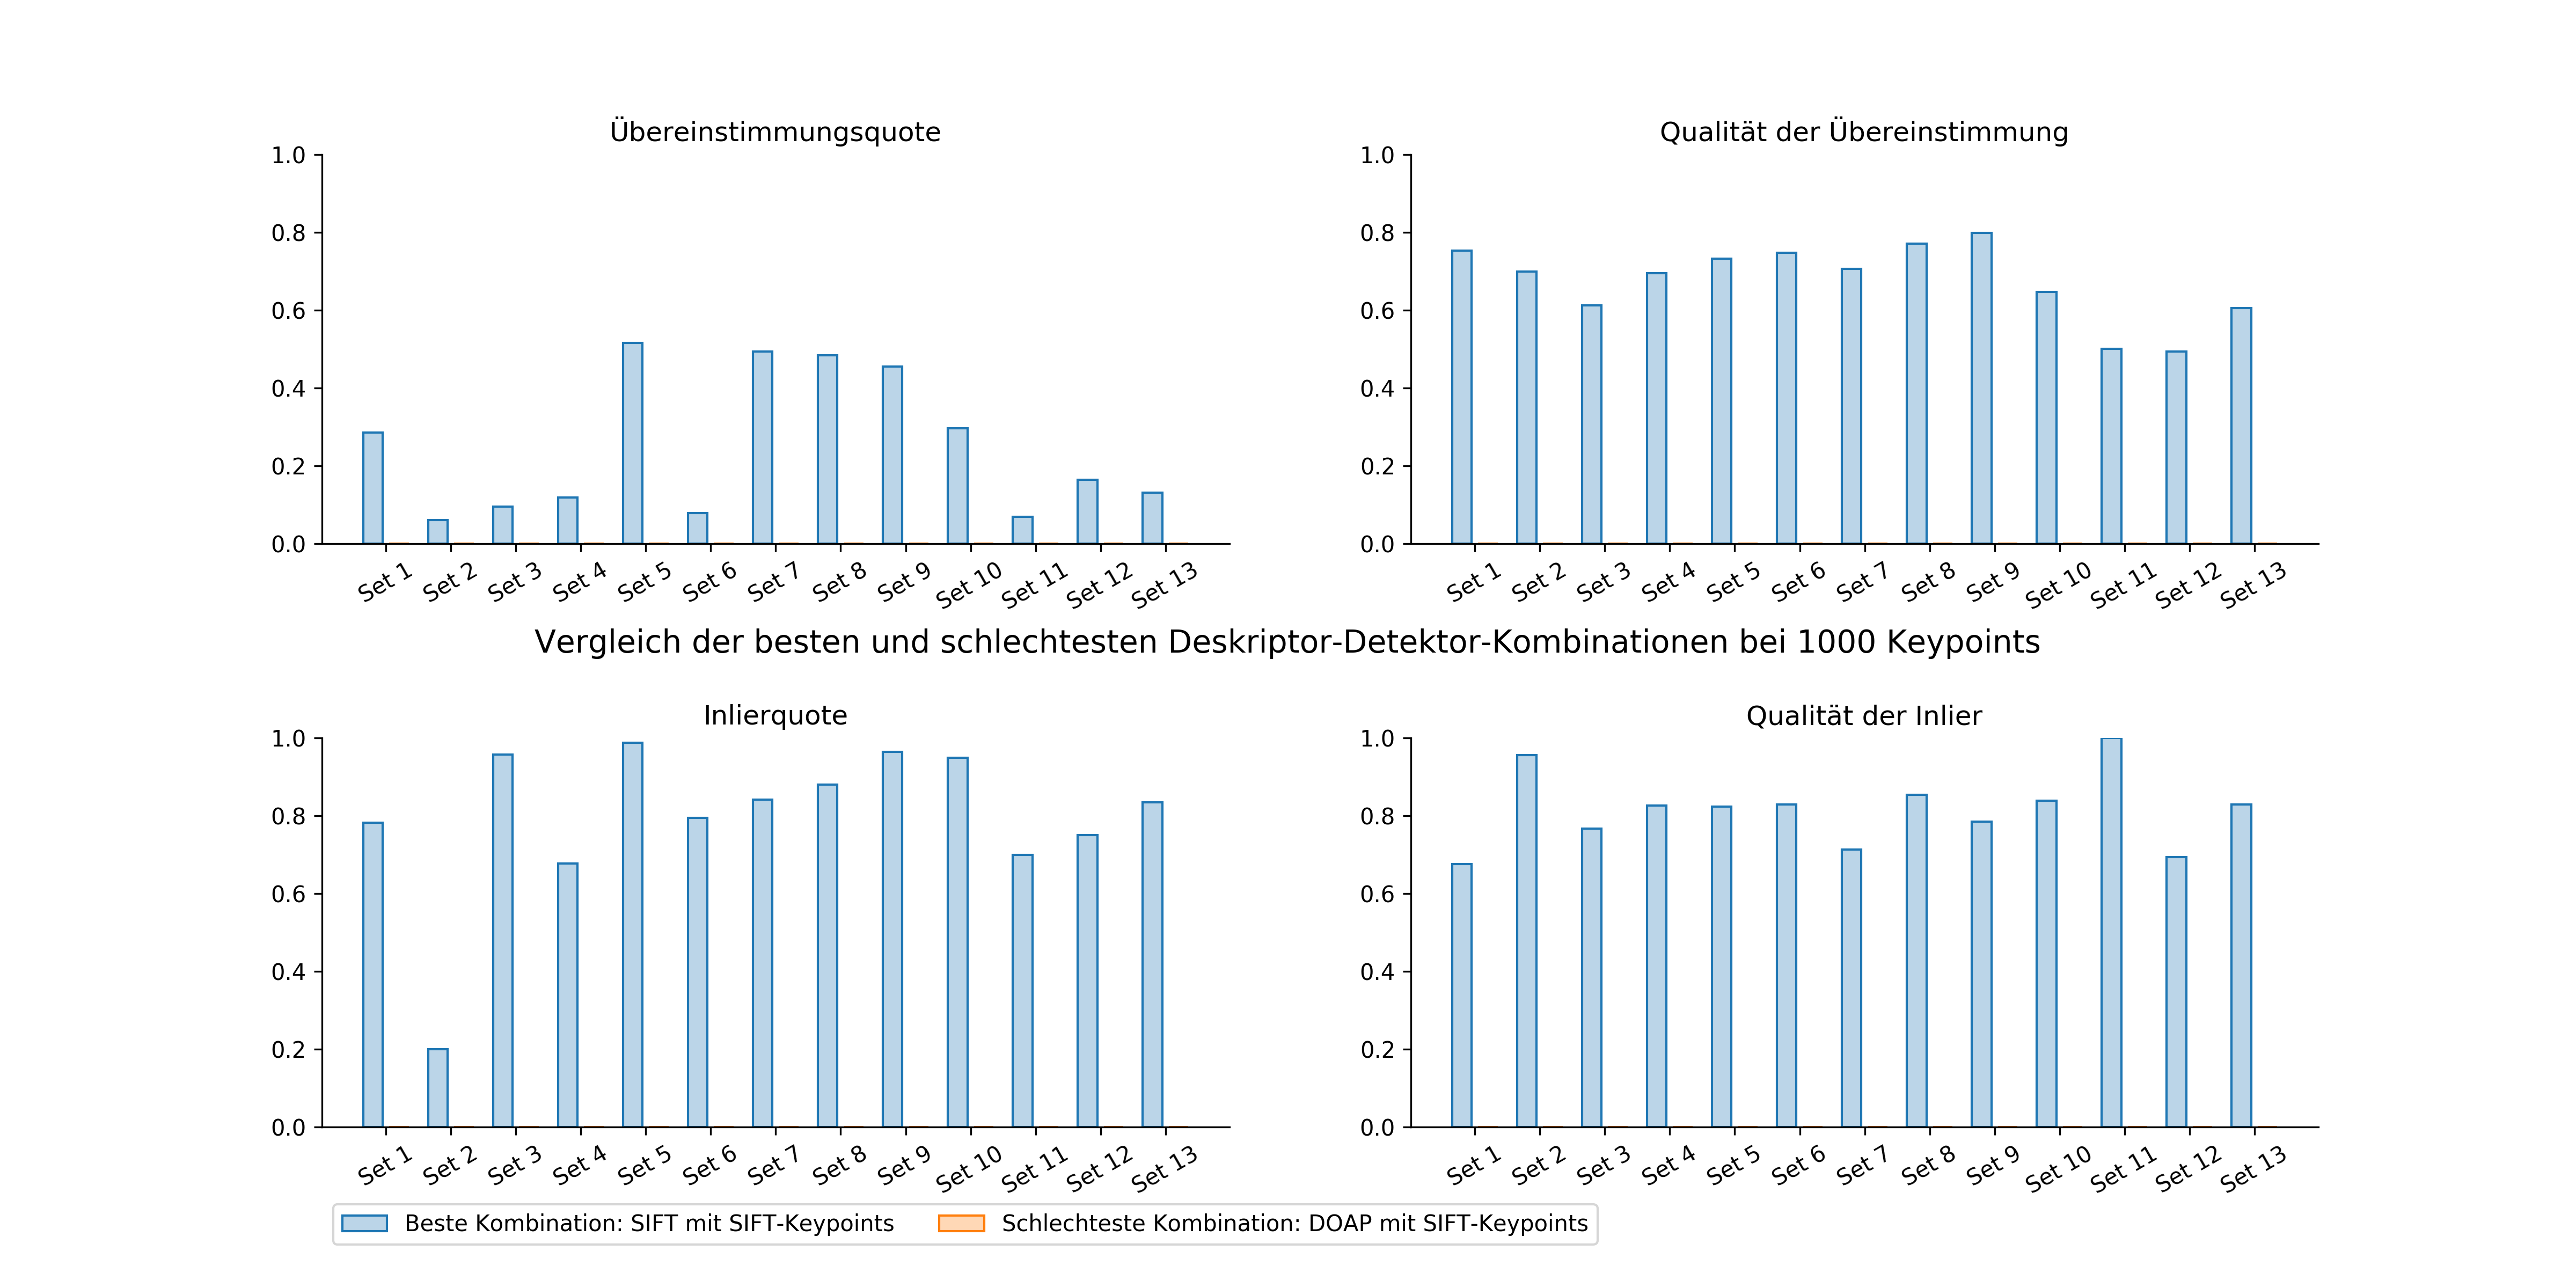 Übereinstimmungsquote
1.0
0.8
0.6
0.4
0.2
0.0
Set 1 Set 2 Set 3 Set 4 Set 5 Set 6 Set 7 Set 8 Set 9 Set 10 Set 11 Set 12 Set 13
Qualität der Übereinstimmung
1.0
0.8
0.6
0.4
0.2
0.0
Set 1 Set 2 Set 3 Set 4 Set 5 Set 6 Set 7 Set 8 Set 9 Set 10 Set 11 Set 12 Set 13
Vergleich der besten und schlechtesten Deskriptor-Detektor-Kombinationen bei 1000 Keypoints
Inlierquote
1.0
0.8
0.6
0.4
0.2
0.0
Set 1 Set 2 Set 3 Set 4 Set 5 Set 6 Set 7 Set 8 Set 9 Set 10 Set 11 Set 12 Set 13
Qualität der Inlier
1.0
0.8
0.6
0.4
0.2
0.0
Set 1 Set 2 Set 3 Set 4 Set 5 Set 6 Set 7 Set 8 Set 9 Set 10 Set 11 Set 12 Set 13
Beste Kombination: SIFT mit SIFT-Keypoints Schlechteste Kombination: DOAP mit SIFT-Keypoints